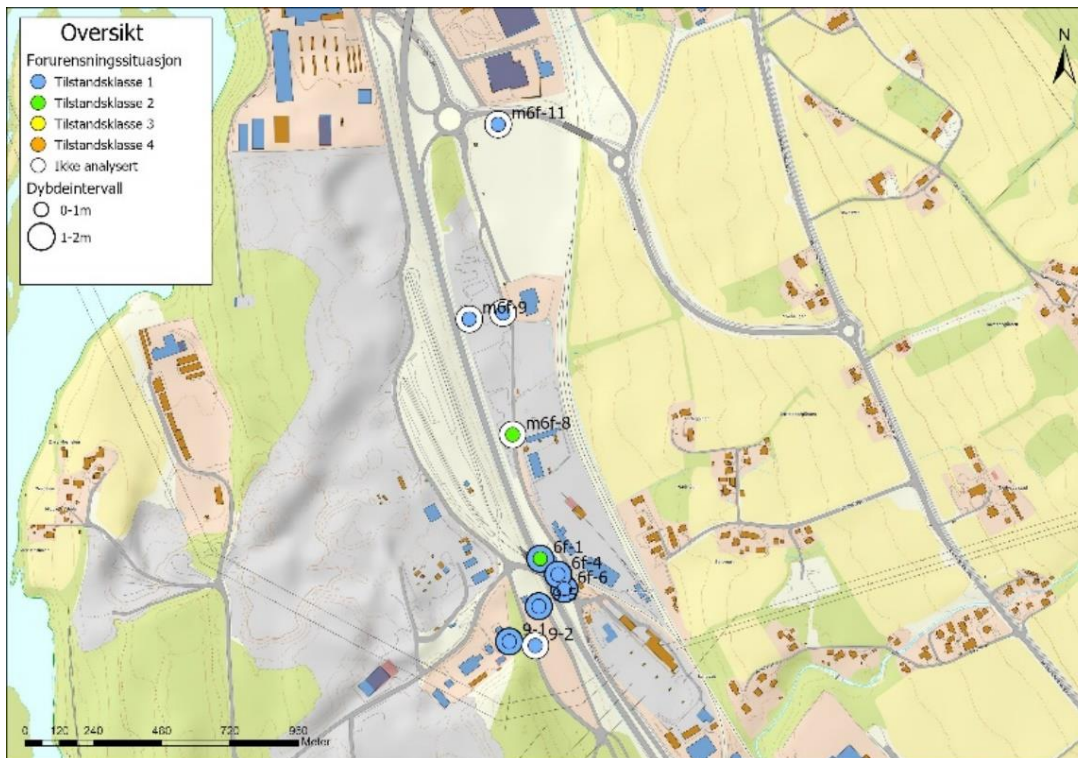 Oversikt
Forurensningssituasjon
Tilstandsklasse 1
Tilstandsklasse 2
Tilstandsklasse 3
Tilstandsklasse 4
Ikke analysert
Dybdeintervall
0-1m
1-2m
N
m6f-11
m6f-9
m6f-8
6f-1
6f-4
6f-6
9-5
9-1
9-2
0 120 240 480 720 960
Meter